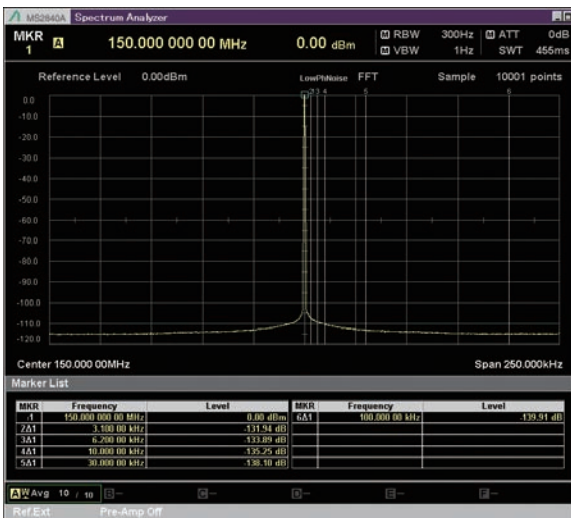 MS2840A Spectrum Analyzer
MKR 1 A 150.000 000 00 MHz 0.00 dBm
M RBW 300Hz M ATT 0dB
M VBW 1Hz SWT 455ms
Reference Level 0.00dBm LowPhNoise FFT Sample 10001 points
2 3 4 5 6
0.0
-10.0
-20.0
-30.0
-40.0
-50.0
-60.0
-70.0
-80.0
-90.0
-100.0
-110.0
-120.0
Center 150.000 00MHz Span 250.000kHz
Marker List
MKR Frequency Level MKR Frequency Level
1 150.000 000 00 MHz 0.00 dBm 6Δ1 100.000 00 kHz -139.91 dB
2Δ1 3.100 00 kHz -131.94 dB
3Δ1 6.200 00 kHz -133.89 dB
4Δ1 10.000 00 kHz -135.25 dB
5Δ1 30.000 00 kHz -138.10 dB
A W Avg 10 / 10 B- C- D- E- F-
Ref.Ext Pre-Amp Off